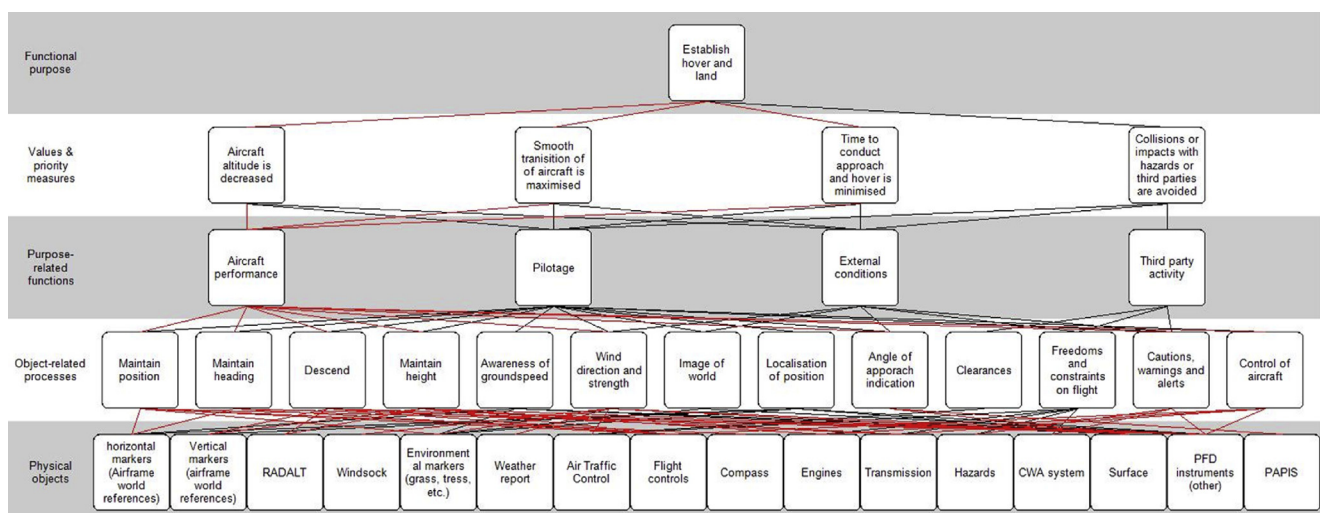 Functional
purpose
Establish
hover and
land
Values &
priority
measures
Aircraft
altitude is
decreased
Smooth
tranisition of
of aircraft is
maximised
Time to
conduct
approach
and hover is
minimised
Collisions or
impacts with
hazards or
third parties
are avoided
Purpose-
related
functions
Aircraft
performance
Pilotage
External
conditions
Third party
activity
Object-related
processes
Maintain
position
Maintain
heading
Descend
Maintain
height
Awareness of
groundspeed
Wind
direction and
strength
Image of
world
Localisation
of position
Angle of
apporach
indication
Clearances
Freedoms
and
constraints
on flight
Cautions,
warnings and
alerts
Control of
aircraft
Physical
objects
horizontal
markers
(Airframe
world
references)
Vertical
markers
(airframe
world
references)
RADALT
Windsock
Environment
al markers
(grass, tress,
etc.)
Weather
report
Air Traffic
Control
Flight
controls
Compass
Engines
Transmission
Hazards
CWA system
Surface
PFD
instruments
(other)
PAPIS